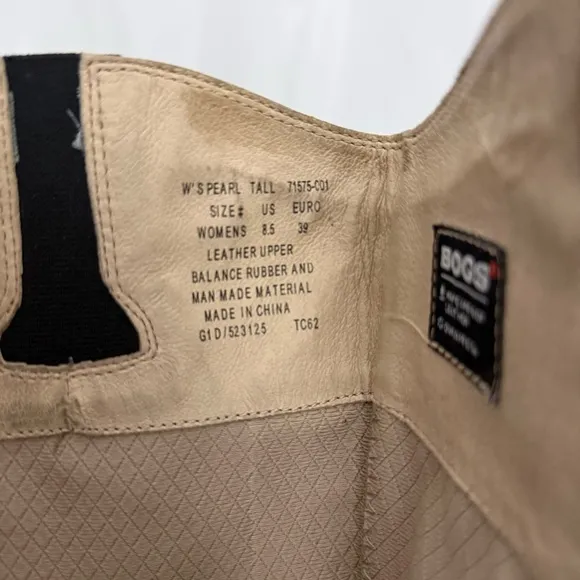 W'S PEARL TALL 71575-001
SIZE# US EURO
WOMENS 8.5 39
LEATHER UPPER
BALANCE RUBBER AND
MAN MADE MATERIAL
MADE IN CHINA
G1D/523125 TC62
BOGS